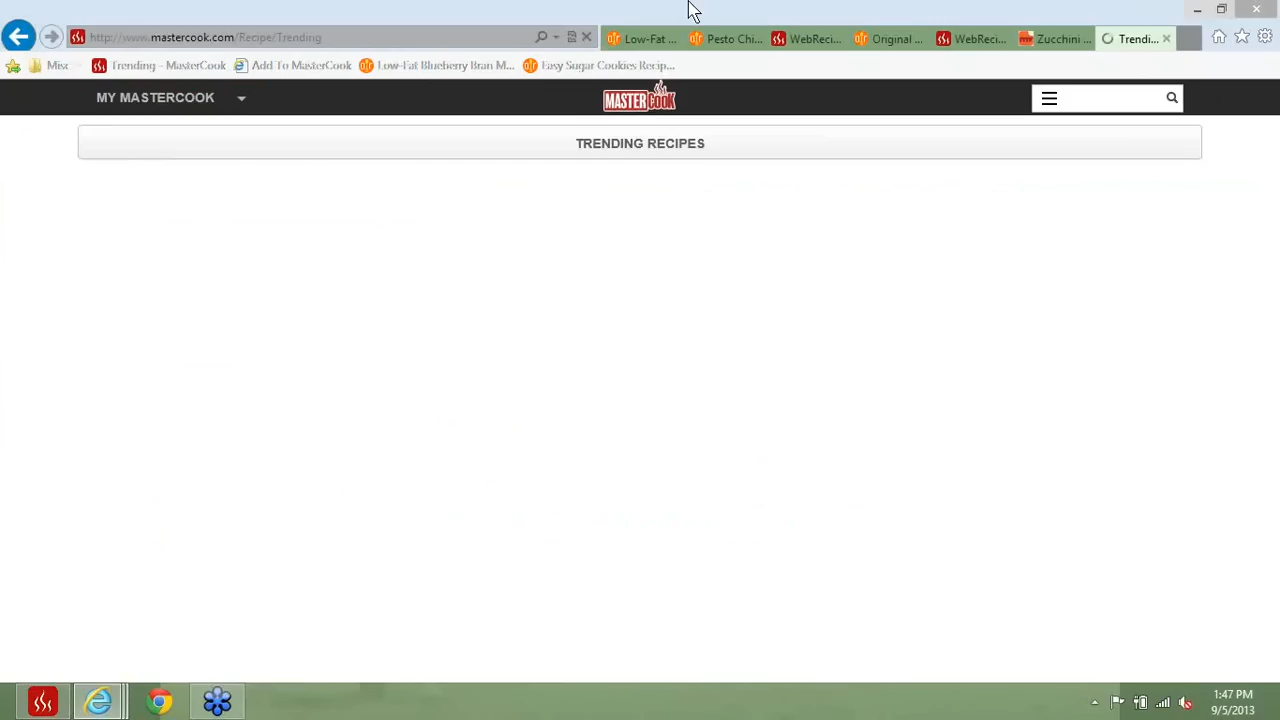 http://www.mastercook.com/Recipe/Trending
Low-Fat ...
Pesto Chi...
WebReci...
Original ...
WebReci...
Zucchini ...
Trendi...
Misc
Trending - MasterCook
Add To MasterCook
Low-Fat Blueberry Bran M...
Easy Sugar Cookies Recip...
MY MASTERCOOK
MASTERCOOK
TRENDING RECIPES
1:47 PM
9/5/2013